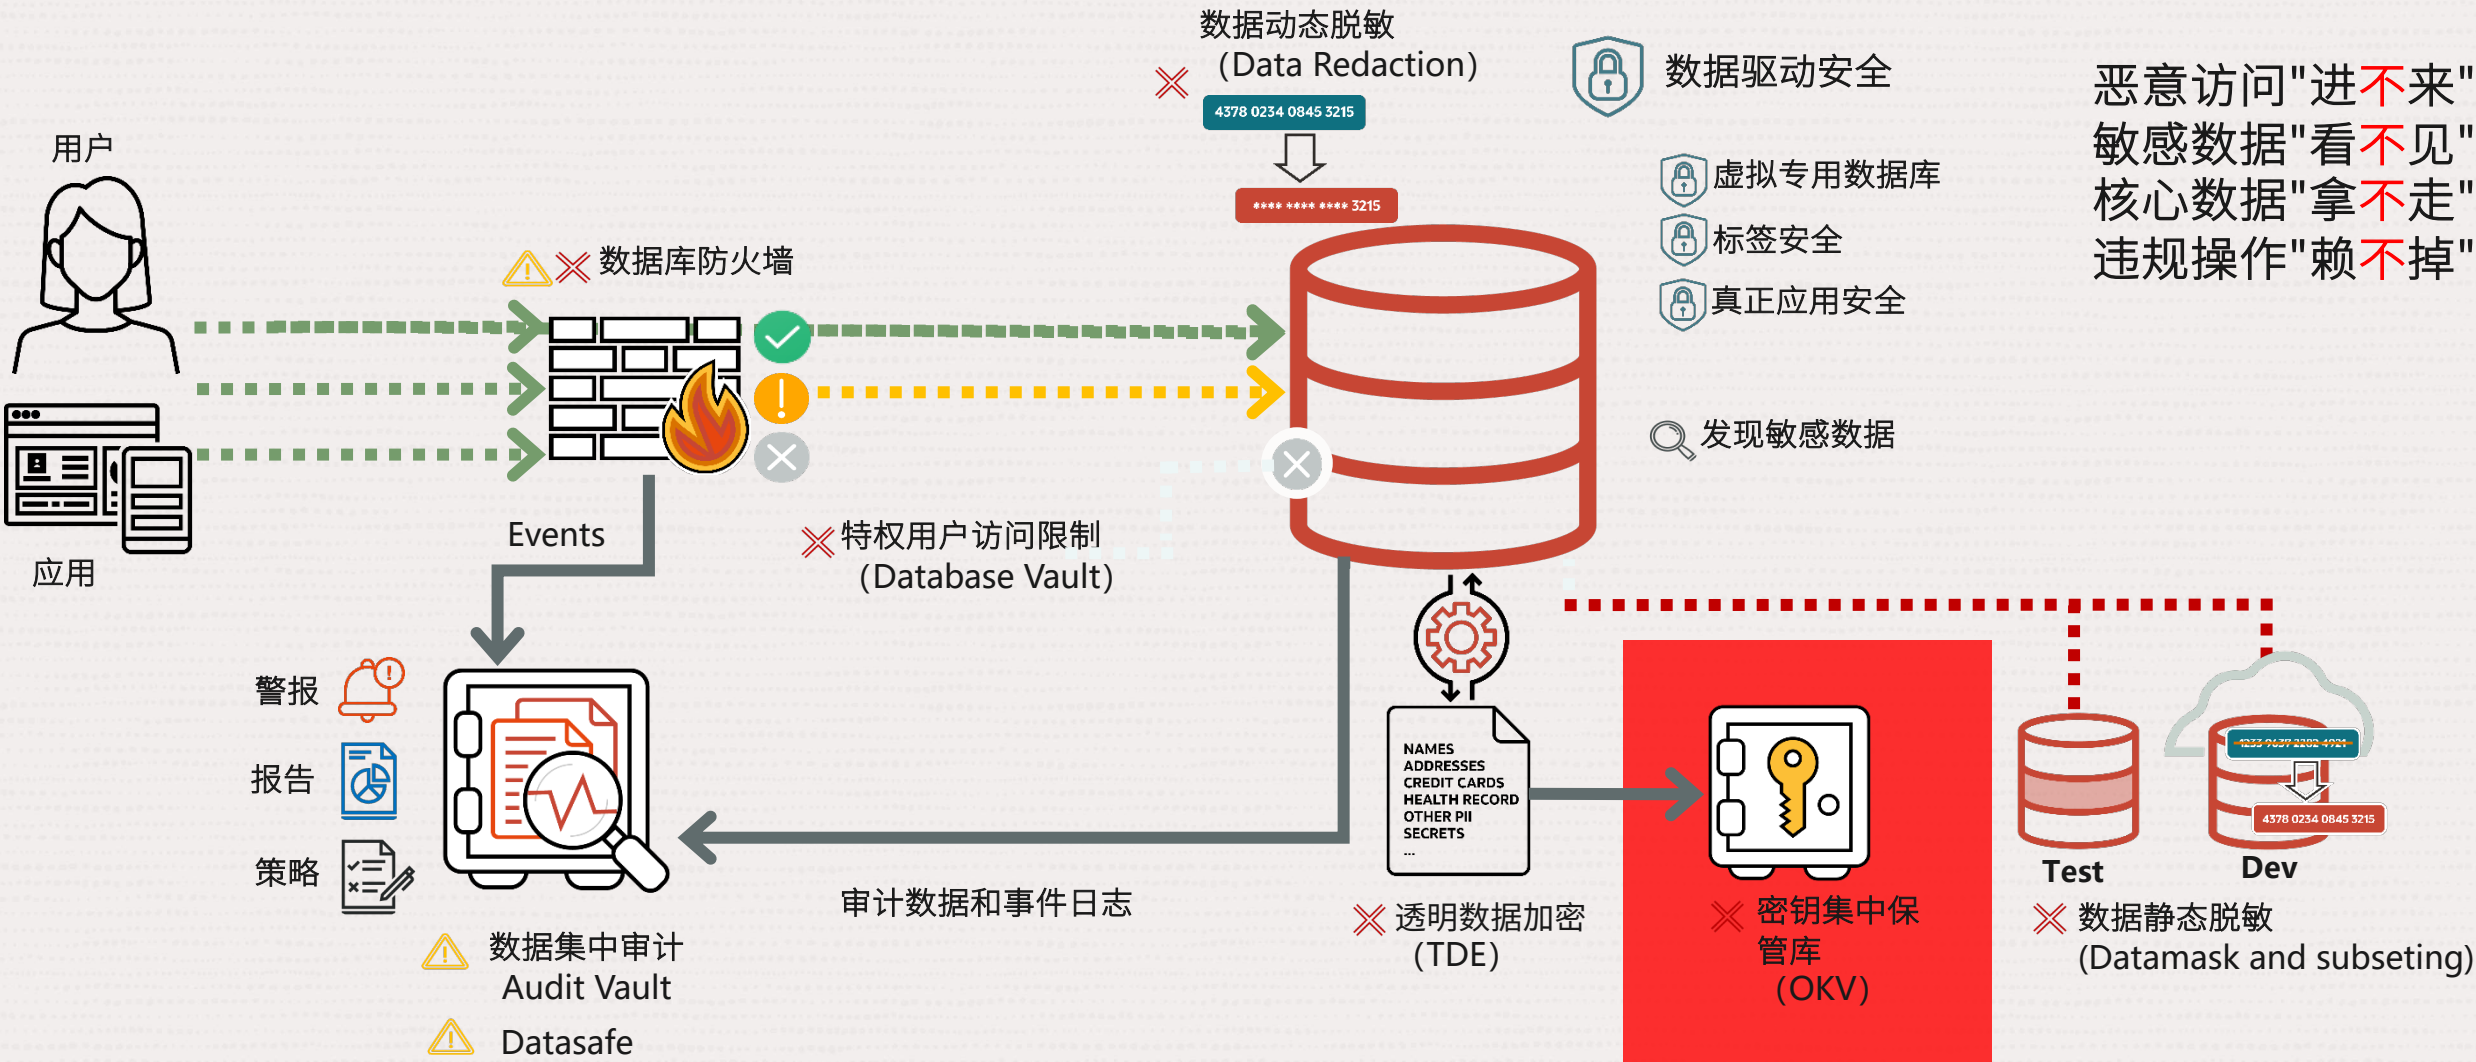 数据动态脱敏
（Data Redaction）
4378 0234 0845 3215
**** **** **** 3215
数据驱动安全
虚拟专用数据库
标签安全
真正应用安全
发现敏感数据
恶意访问"进不来"
敏感数据"看不见"
核心数据"拿不走"
违规操作"赖不掉"
用户
应用
数据库防火墙
Events
特权用户访问限制
（Database Vault）
警报
报告
策略
数据集中审计
Audit Vault
Datasafe
审计数据和事件日志
NAMES
ADDRESSES
CREDIT CARDS
HEALTH RECORD
OTHER PII
SECRETS
...
透明数据加密
（TDE）
密钥集中保
管库
（OKV）
4378 0234 0845 3215
Test
Dev
数据静态脱敏
(Datamask and subseting)